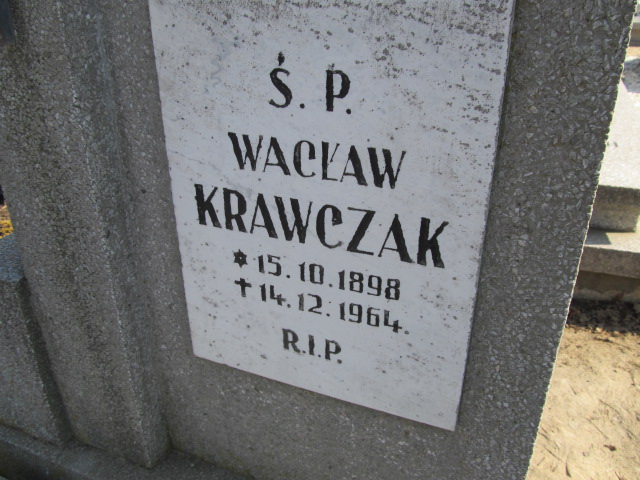 Ś. P.
WACŁAW
KRAWCZAK
* 15. 10. 1898
✝ 14. 12. 1964.
R.I.P.